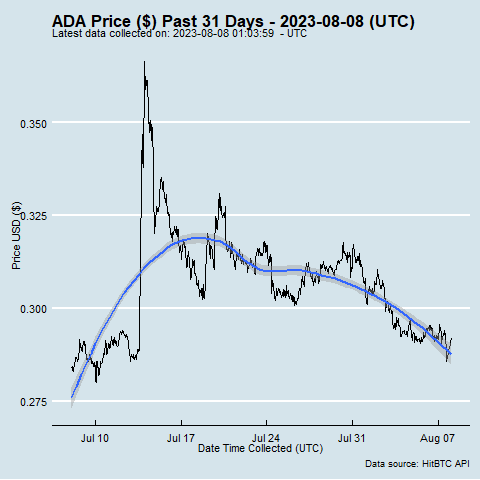 ADA Price ($) Past 31 Days - 2023-08-08 (UTC)
Latest data collected on: 2023-08-08 01:03:59  - UTC
0.350
0.325
0.300
0.275
Price USD ($)
Jul 10
Jul 17
Jul 24
Jul 31
Aug 07
Date Time Collected (UTC)
Data source: HitBTC API